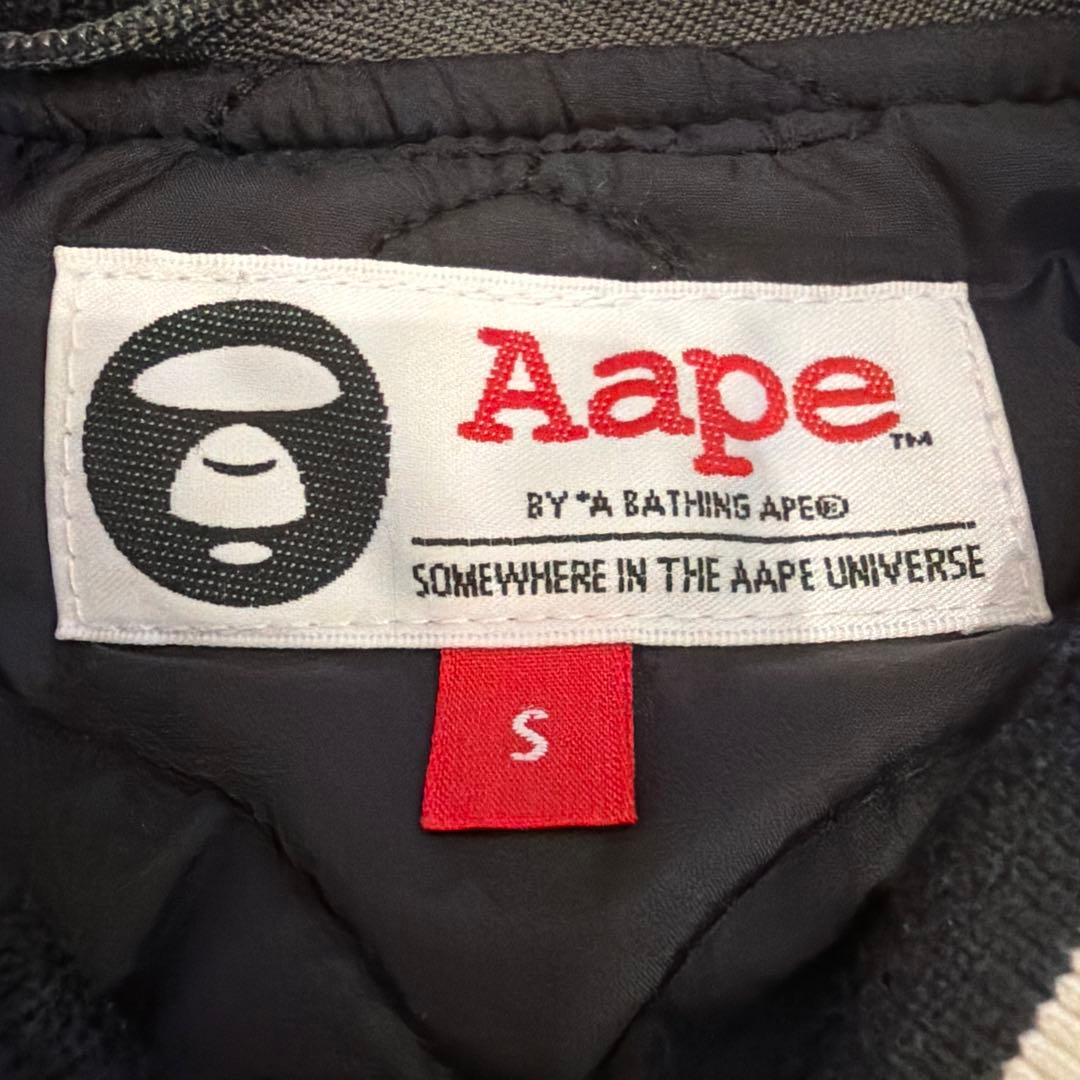 Aape™
BY *A BATHING APE®
SOMEWHERE IN THE AAPE UNIVERSE
S